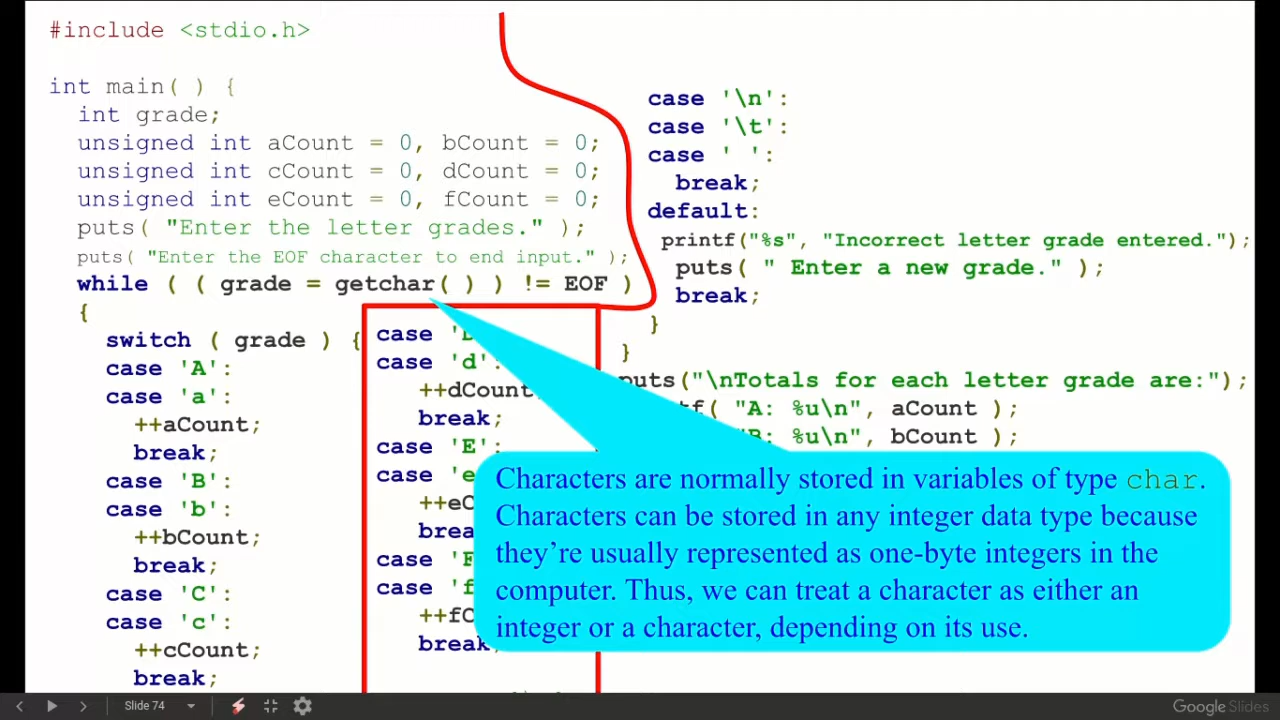 #include <stdio.h>
int main( ) {
int grade;
unsigned int aCount = 0, bCount = 0;
unsigned int cCount = 0, dCount = 0;
unsigned int eCount = 0, fCount = 0;
puts( "Enter the letter grades." );
puts( "Enter the EOF character to end input." );
while ( ( grade = getchar( ) ) != EOF )
{
switch ( grade ) {
case 'A':
case 'a':
++aCount;
break;
case 'B':
case 'b':
++bCount;
break;
case 'C':
case 'c':
++cCount;
break;
case
case 'd':
++dCount
break;
case 'E':
case 'e
break;
case '\n':
case '\t':
case ' ':
break;
default:
printf("%s", "Incorrect letter grade entered.");
puts( " Enter a new grade." );
break;
}
}
puts("\nTotals for each letter grade are:");
"A: %u\n", aCount );
%u\n", bCount );
Characters are normally stored in variables of type char.
Characters can be stored in any integer data type because
they're usually represented as one-byte integers in the
computer. Thus, we can treat a character as either an
integer or a character, depending on its use.
Slide 74
Google Slides